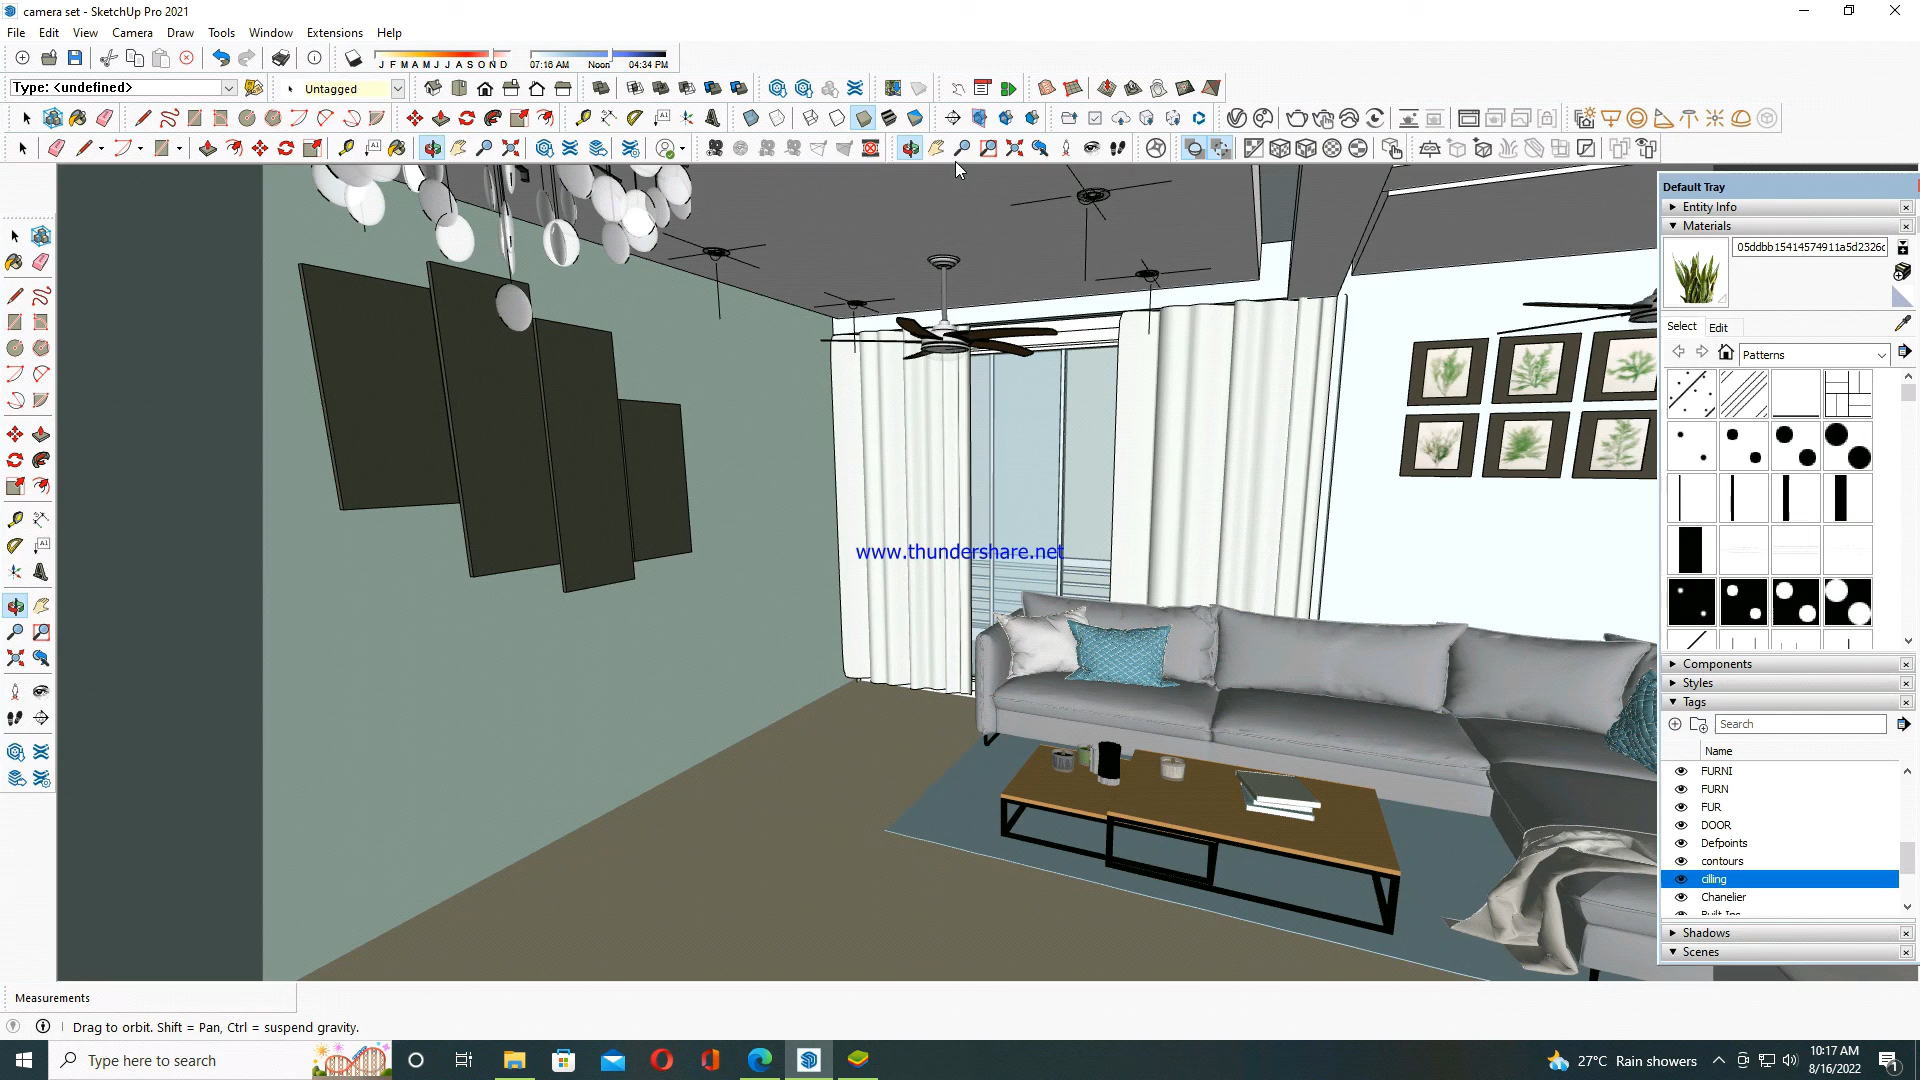 camera set - SketchUp Pro 2021
File Edit View Camera Draw Tools Window Extensions Help
J F M A M J J A S O N D 07:16 AM Noon 04:34 PM
Type: <undefined> Untagged
Default Tray
Entity Info
Materials
05ddbb15414574911a5d2326c
Select Edit
Patterns
www.thundershare.net
Components
Styles
Tags
Search
Name
FURNI
FURN
FUR
DOOR
Defpoints
contours
cilling
Chanelier
Built Ins
Shadows
Scenes
Measurements
Drag to orbit. Shift = Pan, Ctrl = suspend gravity.
Type here to search
27°C Rain showers
10:17 AM
8/16/2022
1